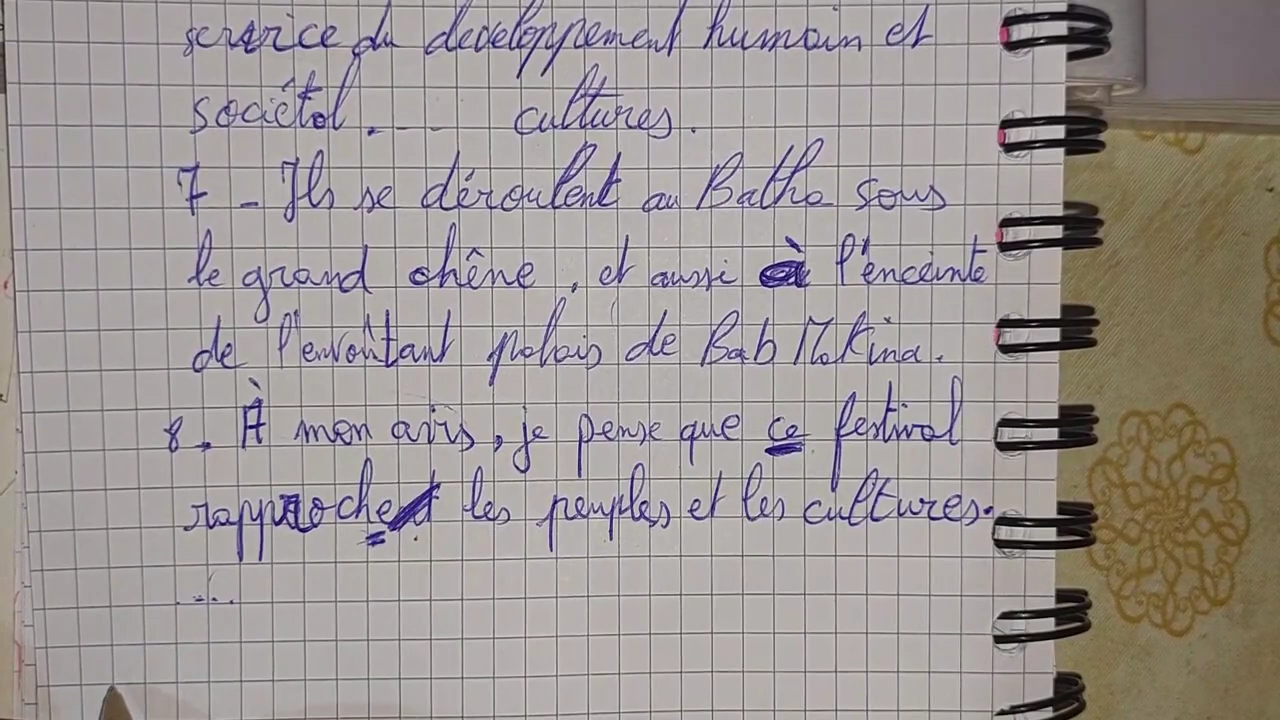 service du developpement humain et
sociétal. ... cultures.
7 - Ils se déroulent au Batha sous
le grand chêne, et aussi à l'enceinte
de l'envoûtant palais de Bab Makina.
8. À mon avis, je pense que ce festival
rapproche les peuples et les cultures.
...